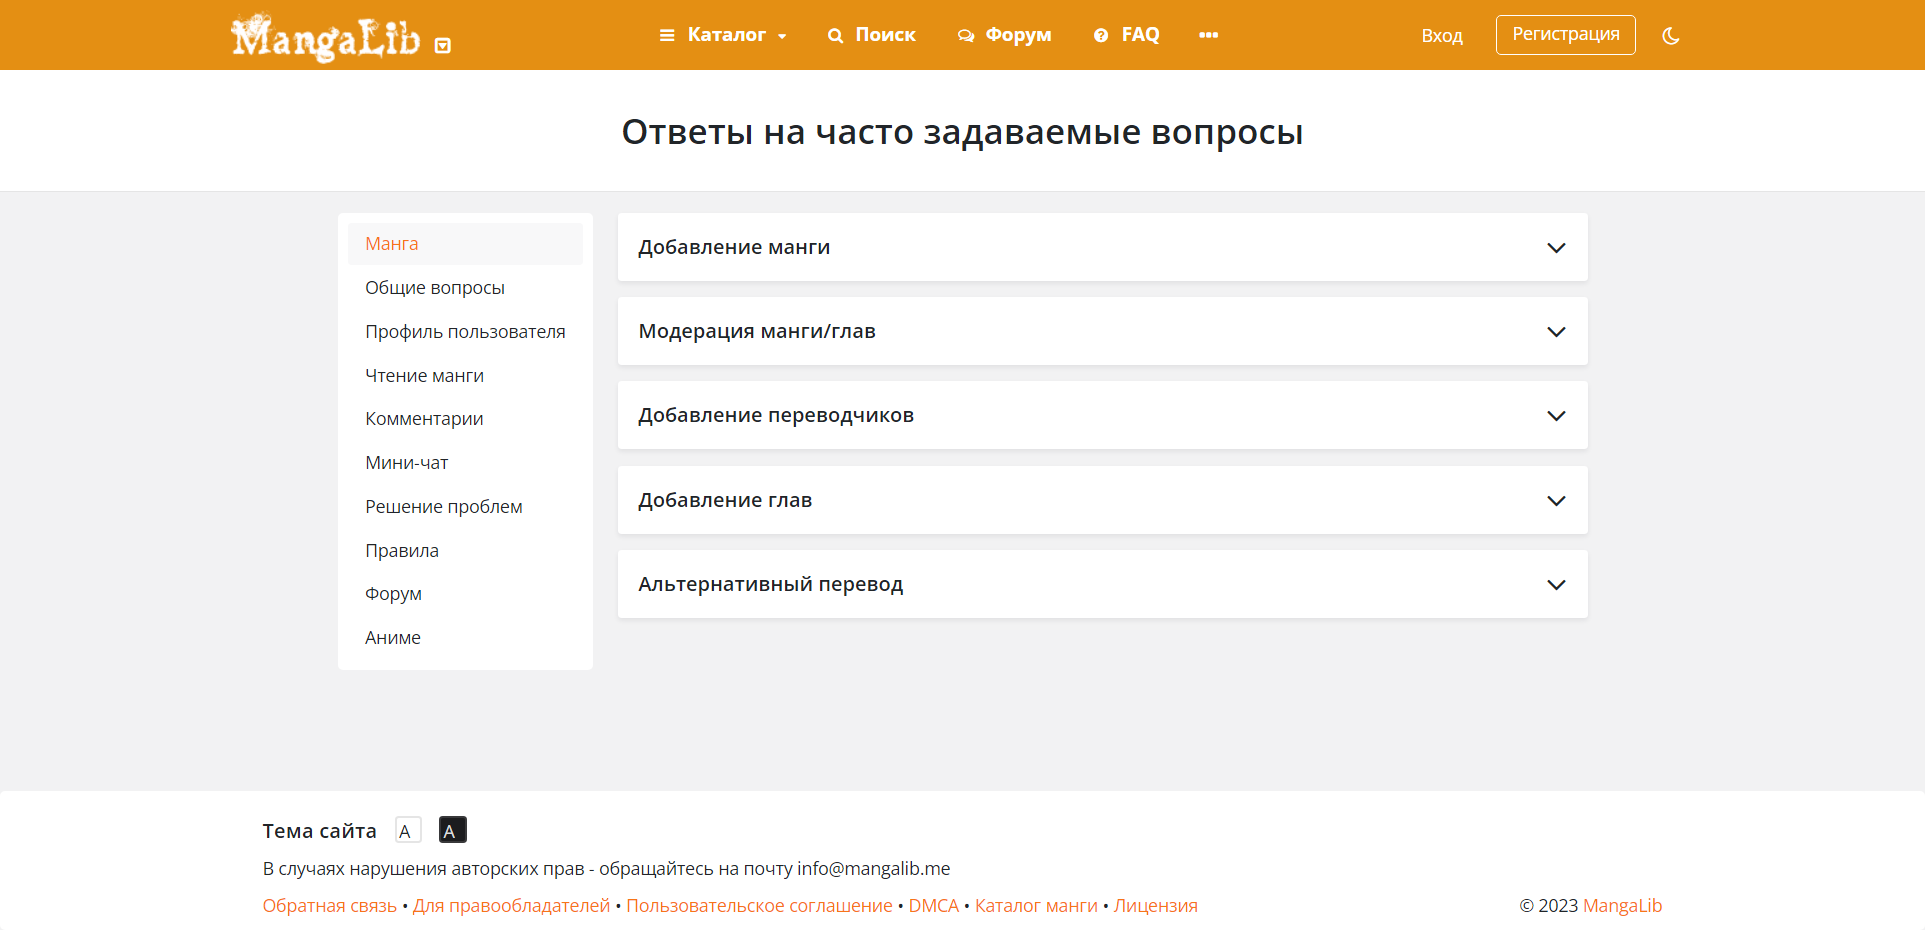 MangaLib
Каталог
Поиск
Форум
FAQ
Вход
Регистрация
Ответы на часто задаваемые вопросы
Манга
Общие вопросы
Профиль пользователя
Чтение манги
Комментарии
Мини-чат
Решение проблем
Правила
Форум
Аниме
Добавление манги
Модерация манги/глав
Добавление переводчиков
Добавление глав
Альтернативный перевод
Тема сайта A A
В случаях нарушения авторских прав - обращайтесь на почту info@mangalib.me
Обратная связь • Для правообладателей • Пользовательское соглашение • DMCA • Каталог манги • Лицензия
© 2023 MangaLib